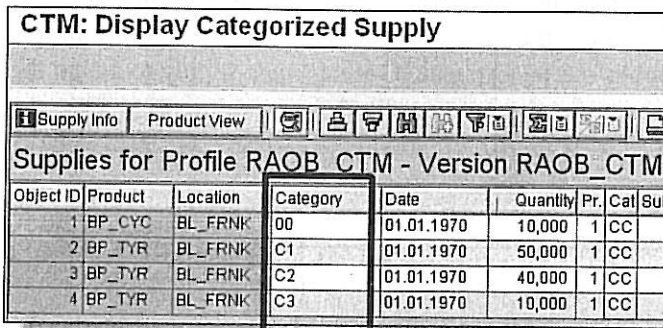 CTM: Display Categorized Supply
Supply Info Product View
Supplies for Profile RAOB_CTM - Version RAOB_CTM
Object ID Product Location Category Date Quantity Pr. Cat Su
1 BP_CYC BL_FRNK 00 01.01.1970 10,000 1 CC
2 BP_TYR BL_FRNK C1 01.01.1970 50,000 1 CC
3 BP_TYR BL_FRNK C2 01.01.1970 40,000 1 CC
4 BP_TYR BL_FRNK C3 01.01.1970 10,000 1 CC